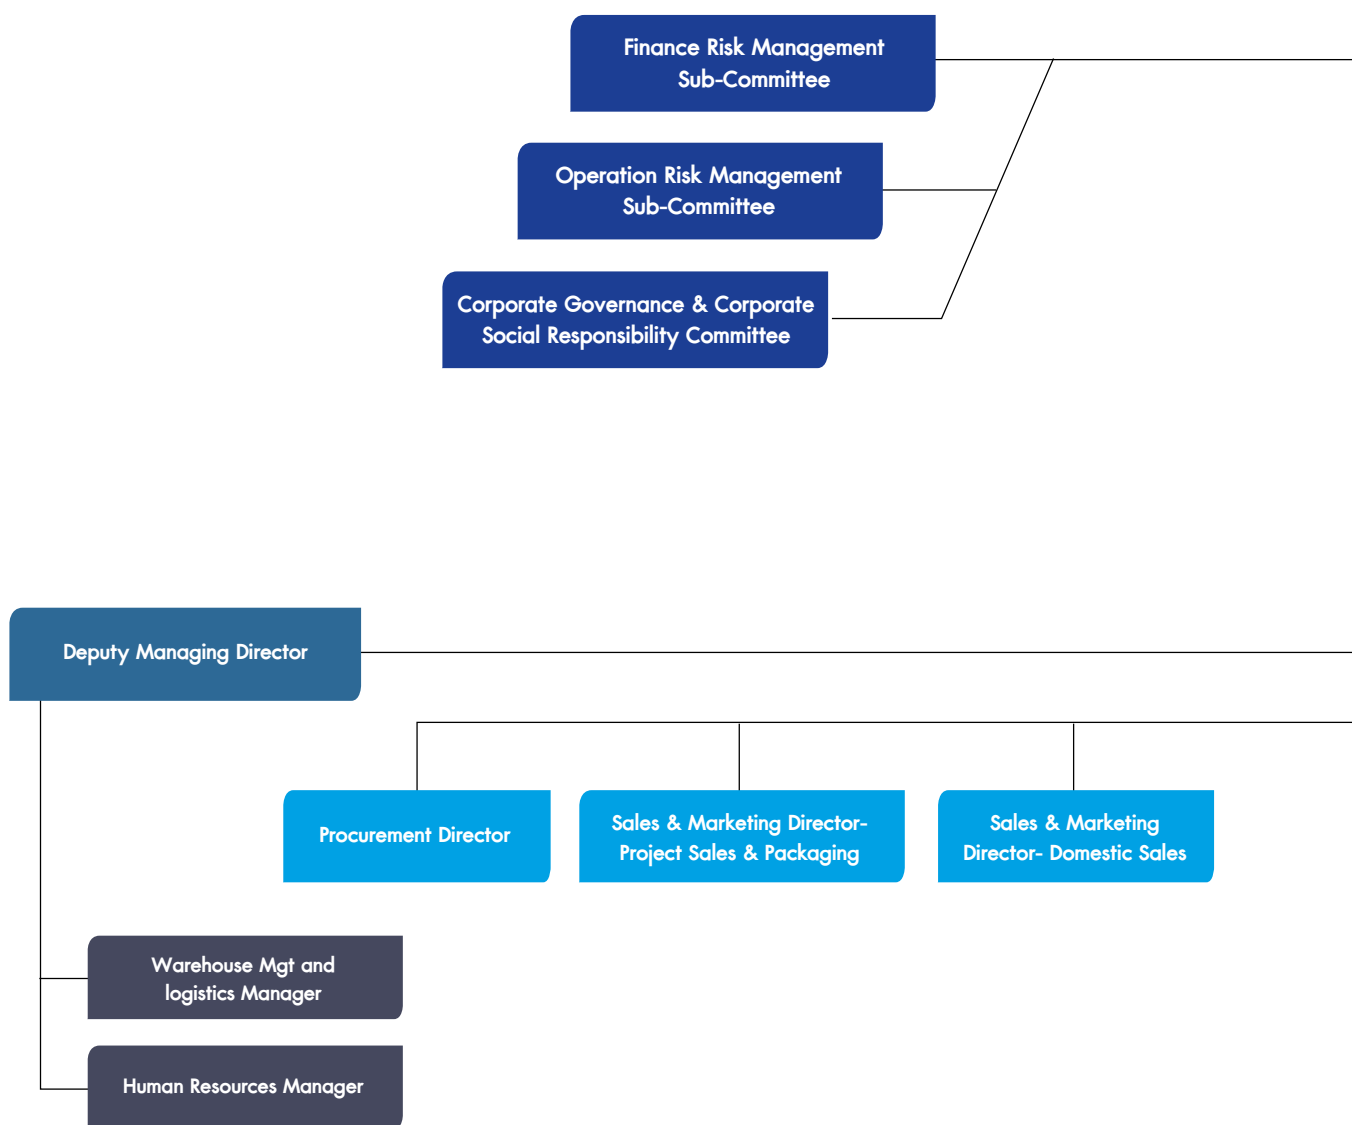 Finance Risk Management
Sub-Committee
Operation Risk Management
Sub-Committee
Corporate Governance & Corporate
Social Responsibility Committee
Deputy Managing Director
Procurement Director
Sales & Marketing Director-
Project Sales & Packaging
Sales & Marketing
Director- Domestic Sales
Warehouse Mgt and
logistics Manager
Human Resources Manager